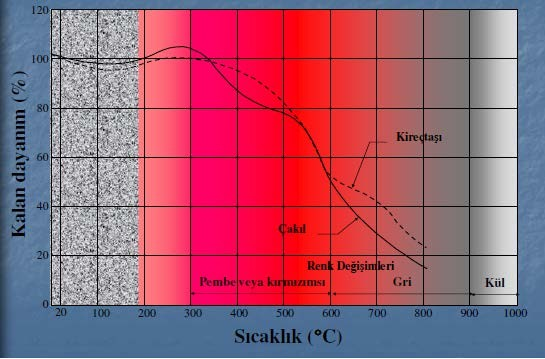 120
100
80
60
40
20
0
Kalan dayanım (%)
Kireçtaşı
Çakıl
Renk Değişimleri
Pembe veya kırmızımsı
Gri
Kül
20 100 200 300 400 500 600 700 800 900 1000
Sıcaklık (°C)